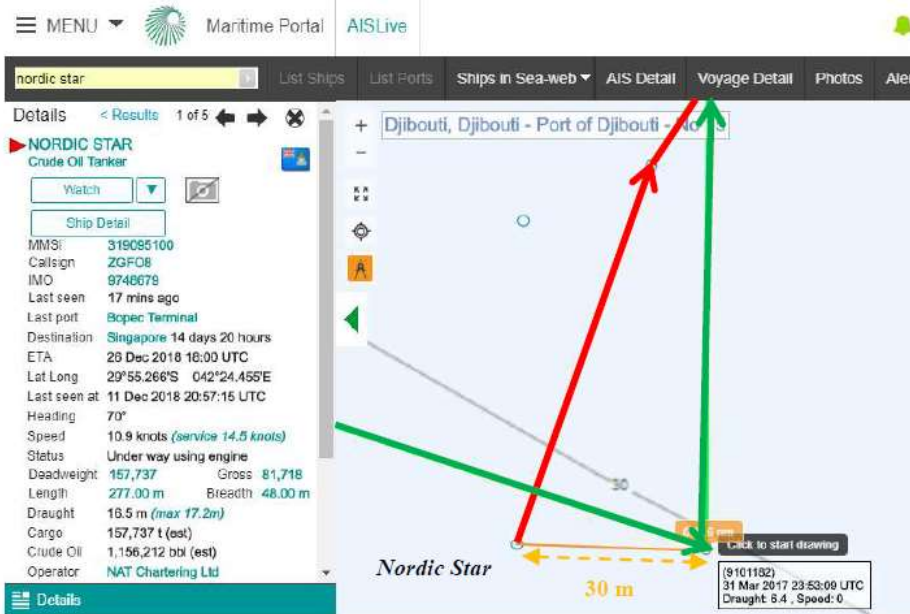 MENU Maritime Portal AISLive
nordic star List Ships List Ports Ships in Sea-web AIS Detail Voyage Detail Photos Aler
Details < Results 1 of 5
NORDIC STAR
Crude Oil Tanker
Watch
Ship Detail
MMSI 319095100
Callsign ZGFO8
IMO 9748679
Last seen 17 mins ago
Last port Bopec Terminal
Destination Singapore 14 days 20 hours
ETA 26 Dec 2018 18:00 UTC
Lat Long 29°55.266'S 042°24.455'E
Last seen at 11 Dec 2018 20:57:15 UTC
Heading 70°
Speed 10.9 knots (service 14.5 knots)
Status Under way using engine
Deadweight 157,737 Gross 81,718
Length 277.00 m Breadth 48.00 m
Draught 16.5 m (max 17.2m)
Cargo 157,737 t (est)
Crude Oil 1,156,212 bbl (est)
Operator NAT Chartering Ltd
Details
+ Djibouti, Djibouti - Port of Djibouti -
−
30
nm
Click to start drawing
Nordic Star
30 m
(9101182)
31 Mar 2017 23:53:09 UTC
Draught: 6.4 , Speed: 0